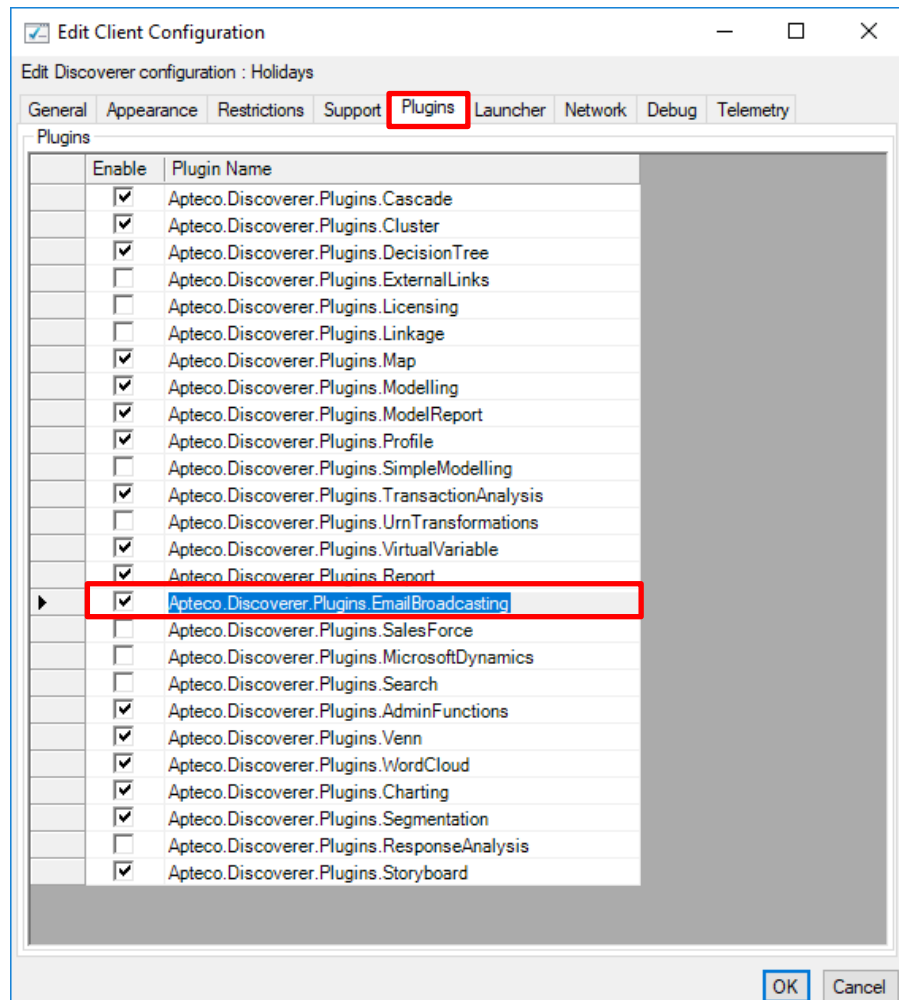 Edit Client Configuration
Edit Discoverer configuration : Holidays
General Appearance Restrictions Support Plugins Launcher Network Debug Telemetry
Plugins
Enable Plugin Name
Apteco.Discoverer.Plugins.Cascade
Apteco.Discoverer.Plugins.Cluster
Apteco.Discoverer.Plugins.DecisionTree
Apteco.Discoverer.Plugins.ExternalLinks
Apteco.Discoverer.Plugins.Licensing
Apteco.Discoverer.Plugins.Linkage
Apteco.Discoverer.Plugins.Map
Apteco.Discoverer.Plugins.Modelling
Apteco.Discoverer.Plugins.ModelReport
Apteco.Discoverer.Plugins.Profile
Apteco.Discoverer.Plugins.SimpleModelling
Apteco.Discoverer.Plugins.TransactionAnalysis
Apteco.Discoverer.Plugins.UrnTransformations
Apteco.Discoverer.Plugins.VirtualVariable
Apteco.Discoverer.Plugins.Report
Apteco.Discoverer.Plugins.EmailBroadcasting
Apteco.Discoverer.Plugins.SalesForce
Apteco.Discoverer.Plugins.MicrosoftDynamics
Apteco.Discoverer.Plugins.Search
Apteco.Discoverer.Plugins.AdminFunctions
Apteco.Discoverer.Plugins.Venn
Apteco.Discoverer.Plugins.WordCloud
Apteco.Discoverer.Plugins.Charting
Apteco.Discoverer.Plugins.Segmentation
Apteco.Discoverer.Plugins.ResponseAnalysis
Apteco.Discoverer.Plugins.Storyboard
OK Cancel